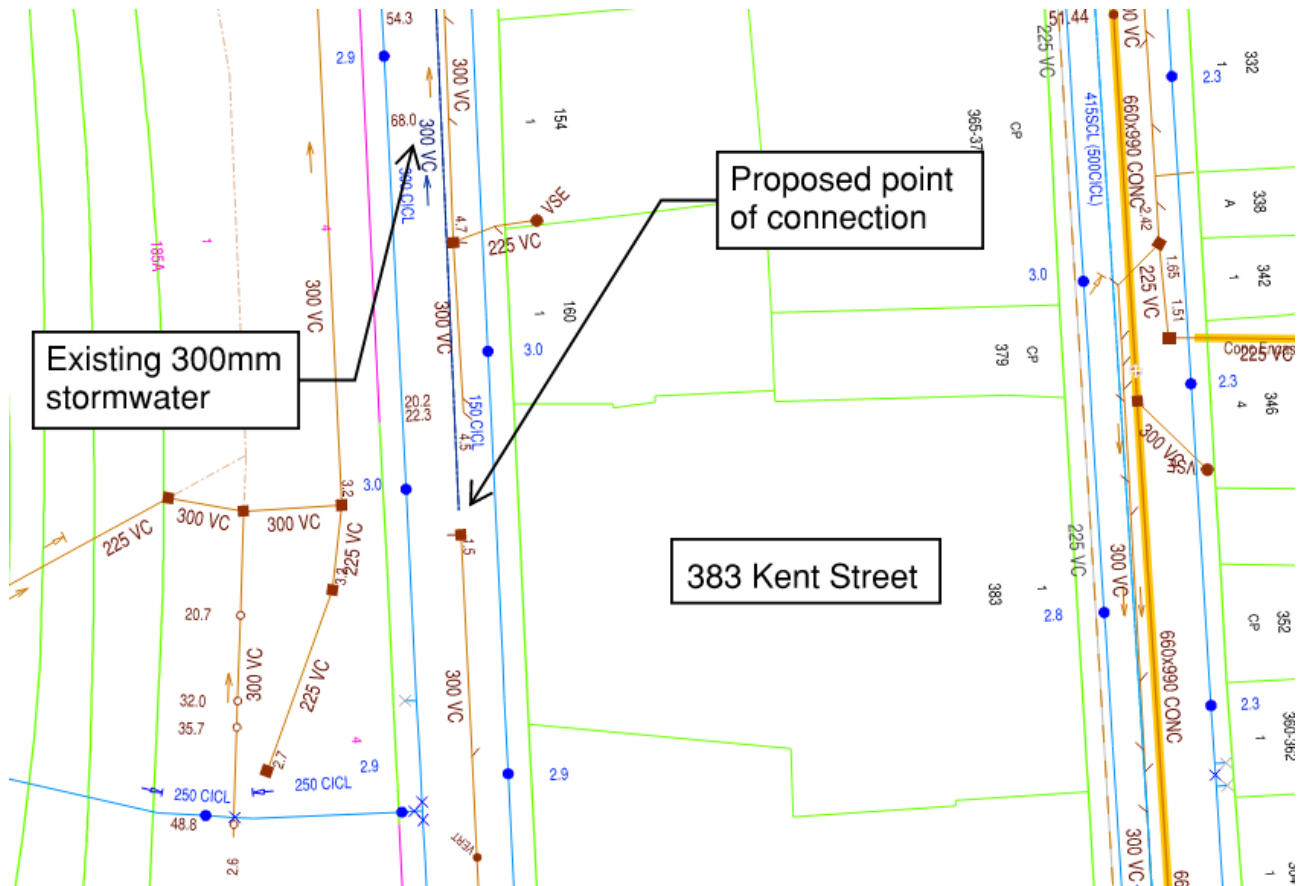 54.3
2.9
300 VC
68.0
300 VC
300 CICL
154
1
VSE
4.7
225 VC
Proposed point
of connection
185A
1
4
300 VC
300 VC
160
1
3.0
Existing 300mm
stormwater
20.2
22.3
150 CICL
4.5
3.2
3.0
300 VC
300 VC
225 VC
225 VC
3.2
1.5
383 Kent Street
20.7
300 VC
225 VC
300 VC
32.0
35.7
4
2.7
2.9
2.9
250 CICL
250 CICL
48.8
2.6
VERT
51.44
00 VC
225 VC
415SCL (500CICL)
660x990 CONC
2.3
1
332
365-37
CP
338
A
2.42
3.0
225 VC
1.65
1.51
342
1
379
CP
225 VC
2.3
346
4
300 VC
225 VC
300 VC
383
1
2.8
352
CP
660x990 CONC
2.3
360-362
1
300 VC
66
1